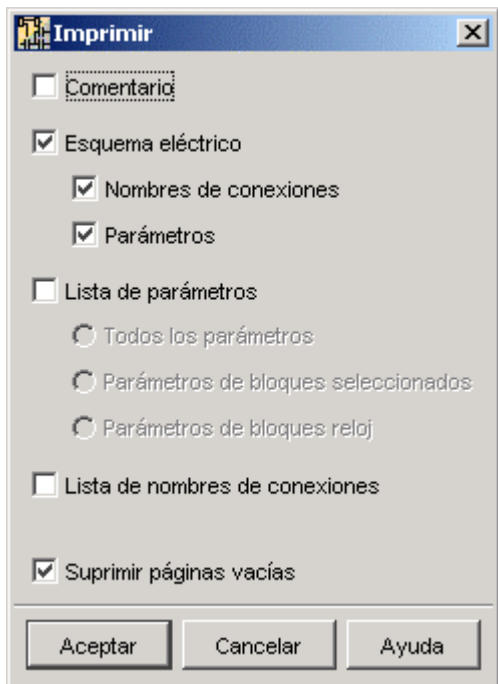 Imprimir
Comentario
Esquema eléctrico
Nombres de conexiones
Parámetros
Lista de parámetros
Todos los parámetros
Parámetros de bloques seleccionados
Parámetros de bloques reloj
Lista de nombres de conexiones
Suprimir páginas vacías
Aceptar Cancelar Ayuda